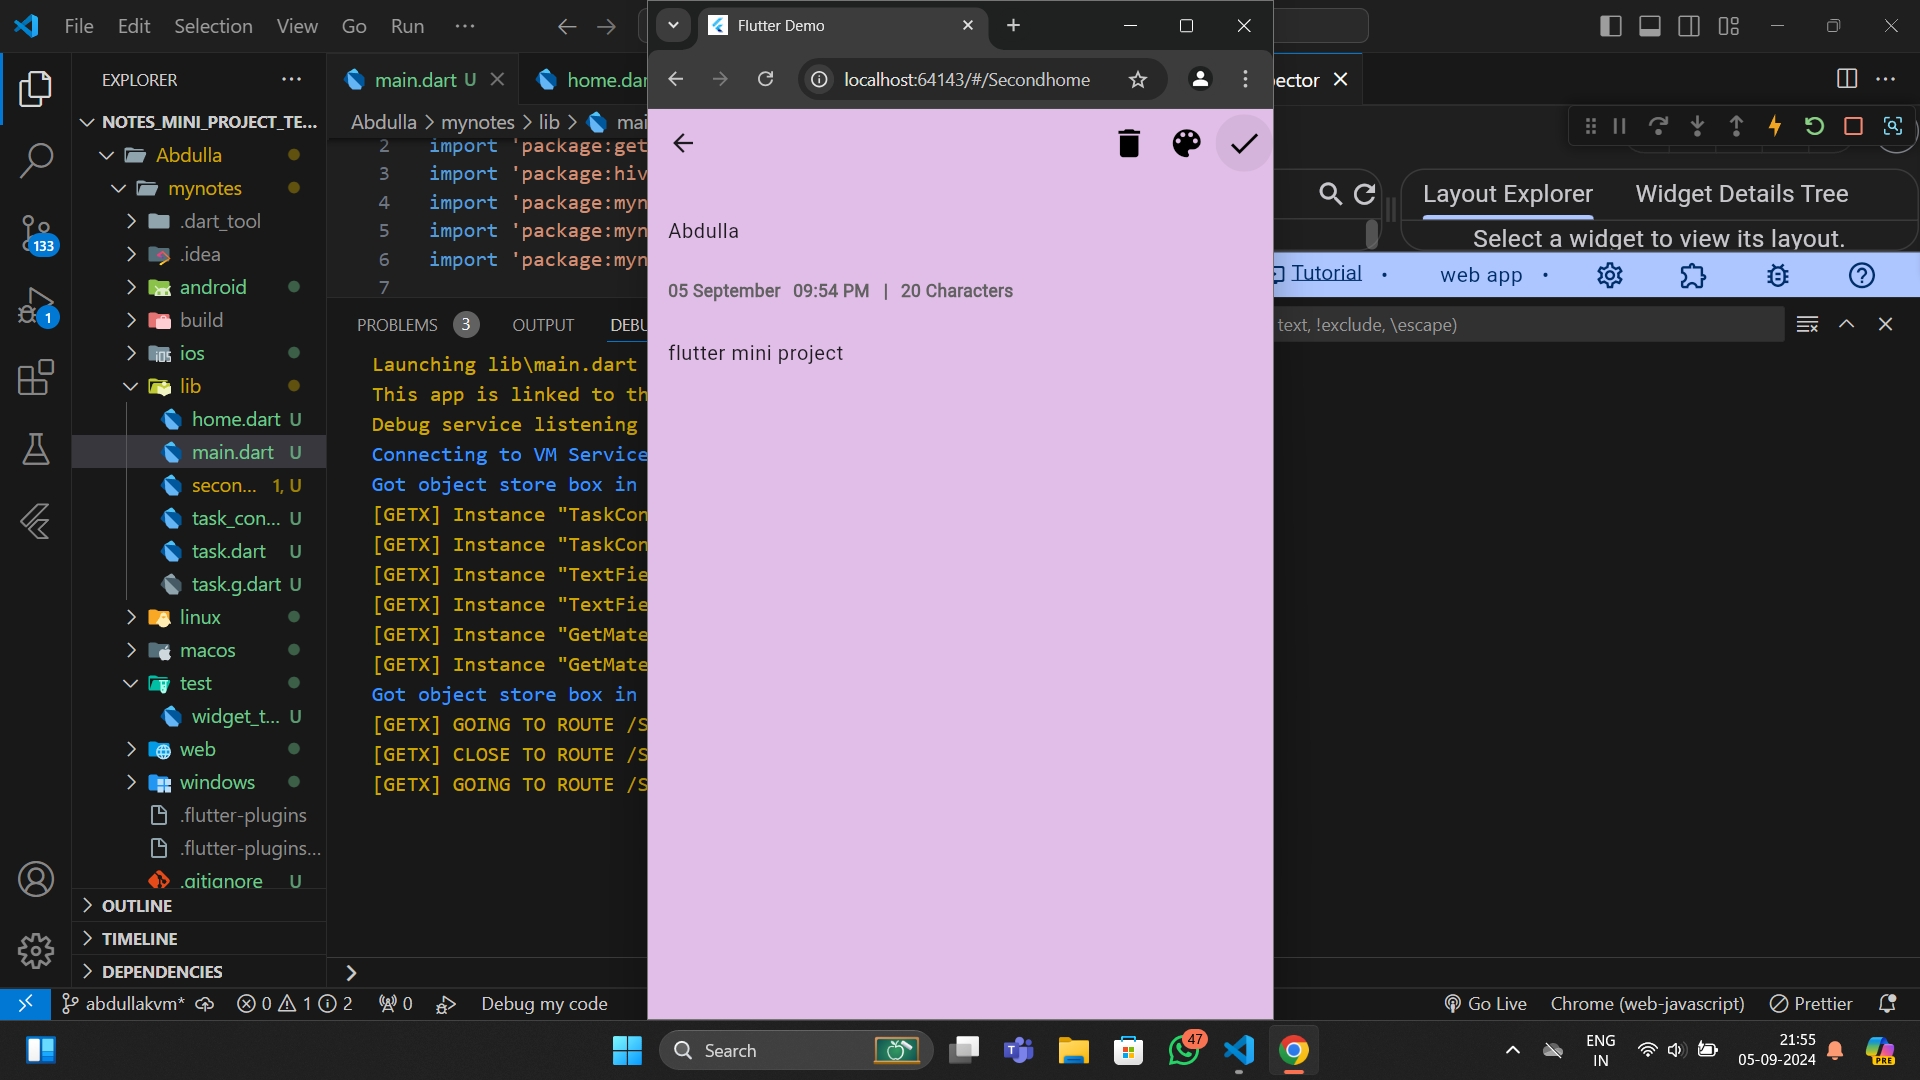 File Edit Selection View Go Run ···
EXPLORER ···
NOTES_MINI_PROJECT_TE...
Abdulla
mynotes
.dart_tool
.idea
android
build
ios
lib
home.dart U
main.dart U
secon... 1, U
task_con... U
task.dart U
task.g.dart U
linux
macos
test
widget_t... U
web
windows
.flutter-plugins
.flutter-plugins...
.gitignore U
OUTLINE
TIMELINE
DEPENDENCIES
133
1
main.dart U
home.dar
Abdulla > mynotes > lib > mai
2 import 'package:get
3 import 'package:hiv
4 import 'package:myn
5 import 'package:myn
6 import 'package:myn
7
PROBLEMS 3 OUTPUT DEBU
Launching lib\main.dart
This app is linked to th
Debug service listening
Connecting to VM Service
Got object store box in
[GETX] Instance "TaskCon
[GETX] Instance "TaskCon
[GETX] Instance "TextFie
[GETX] Instance "TextFie
[GETX] Instance "GetMate
[GETX] Instance "GetMate
Got object store box in
[GETX] GOING TO ROUTE /S
[GETX] CLOSE TO ROUTE /S
[GETX] GOING TO ROUTE /S
Flutter Demo
localhost:64143/#/Secondhome
Abdulla
05 September 09:54 PM | 20 Characters
flutter mini project
ector
Layout Explorer Widget Details Tree
Select a widget to view its layout.
Tutorial • web app •
text, !exclude, \escape)
abdullakvm* 0 1 2 0 Debug my code
Go Live Chrome (web-javascript) Prettier
Search
47
ENG
IN
21:55
05-09-2024
PRE